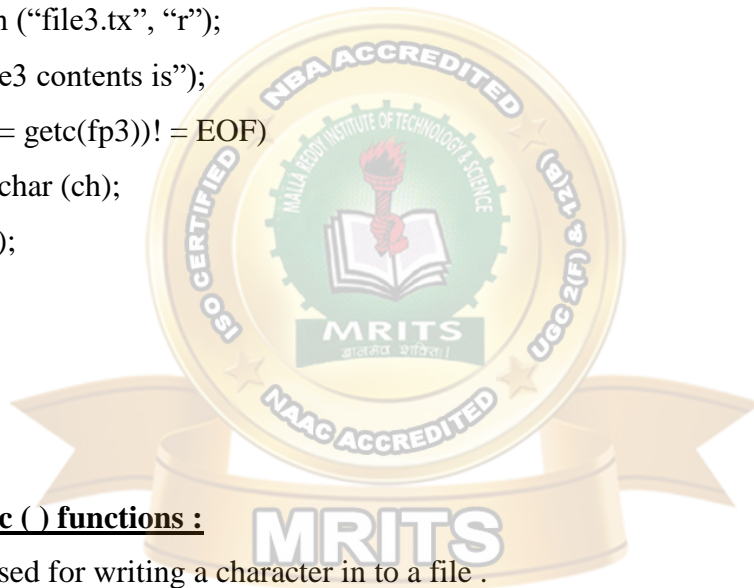 n (“file3.tx”, “r”);
e3 contents is”);
= getc(fp3))! = EOF)
char (ch);
);
NBA ACCREDITED
ISO CERTIFIED
UGC 2(F) & 12(B)
NAAC ACCREDITED
MALLA REDDY INSTITUTE OF TECHNOLOGY & SCIENCE
MRITS
c ( ) functions :
MRITS
sed for writing a character in to a file .